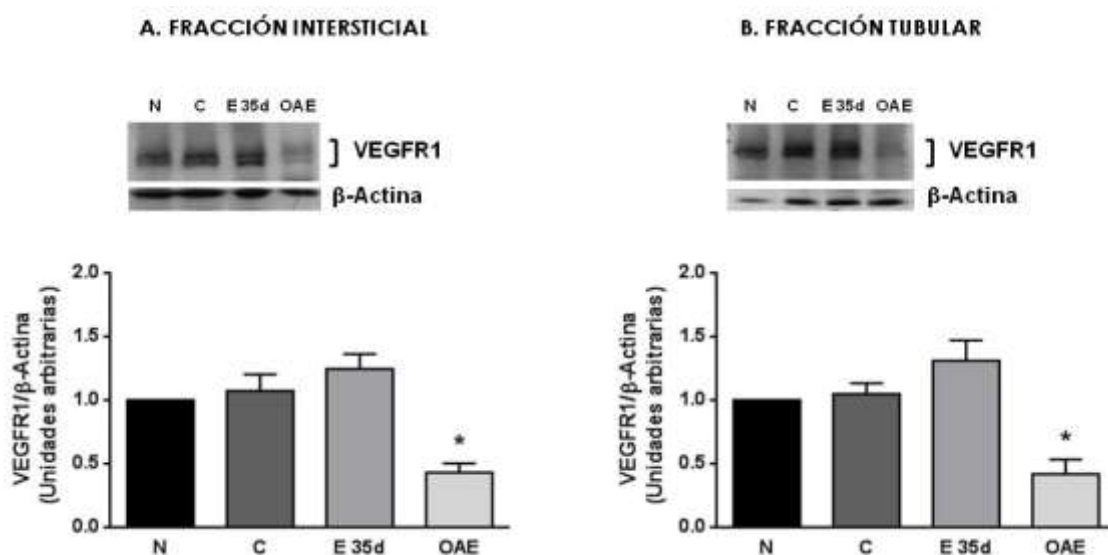 A. FRACCIÓN INTERSTICIAL
N C E 35d OAE
VEGFR1
β-Actina
VEGFR1/β-Actina
(Unidades arbitrarias)
2.0
1.5
1.0
0.5
0.0
*
N C E 35d OAE
B. FRACCIÓN TUBULAR
N C E 35d OAE
VEGFR1
β-Actina
VEGFR1/β-Actina
(Unidades arbitrarias)
2.0
1.5
1.0
0.5
0.0
*
N C E 35d OAE